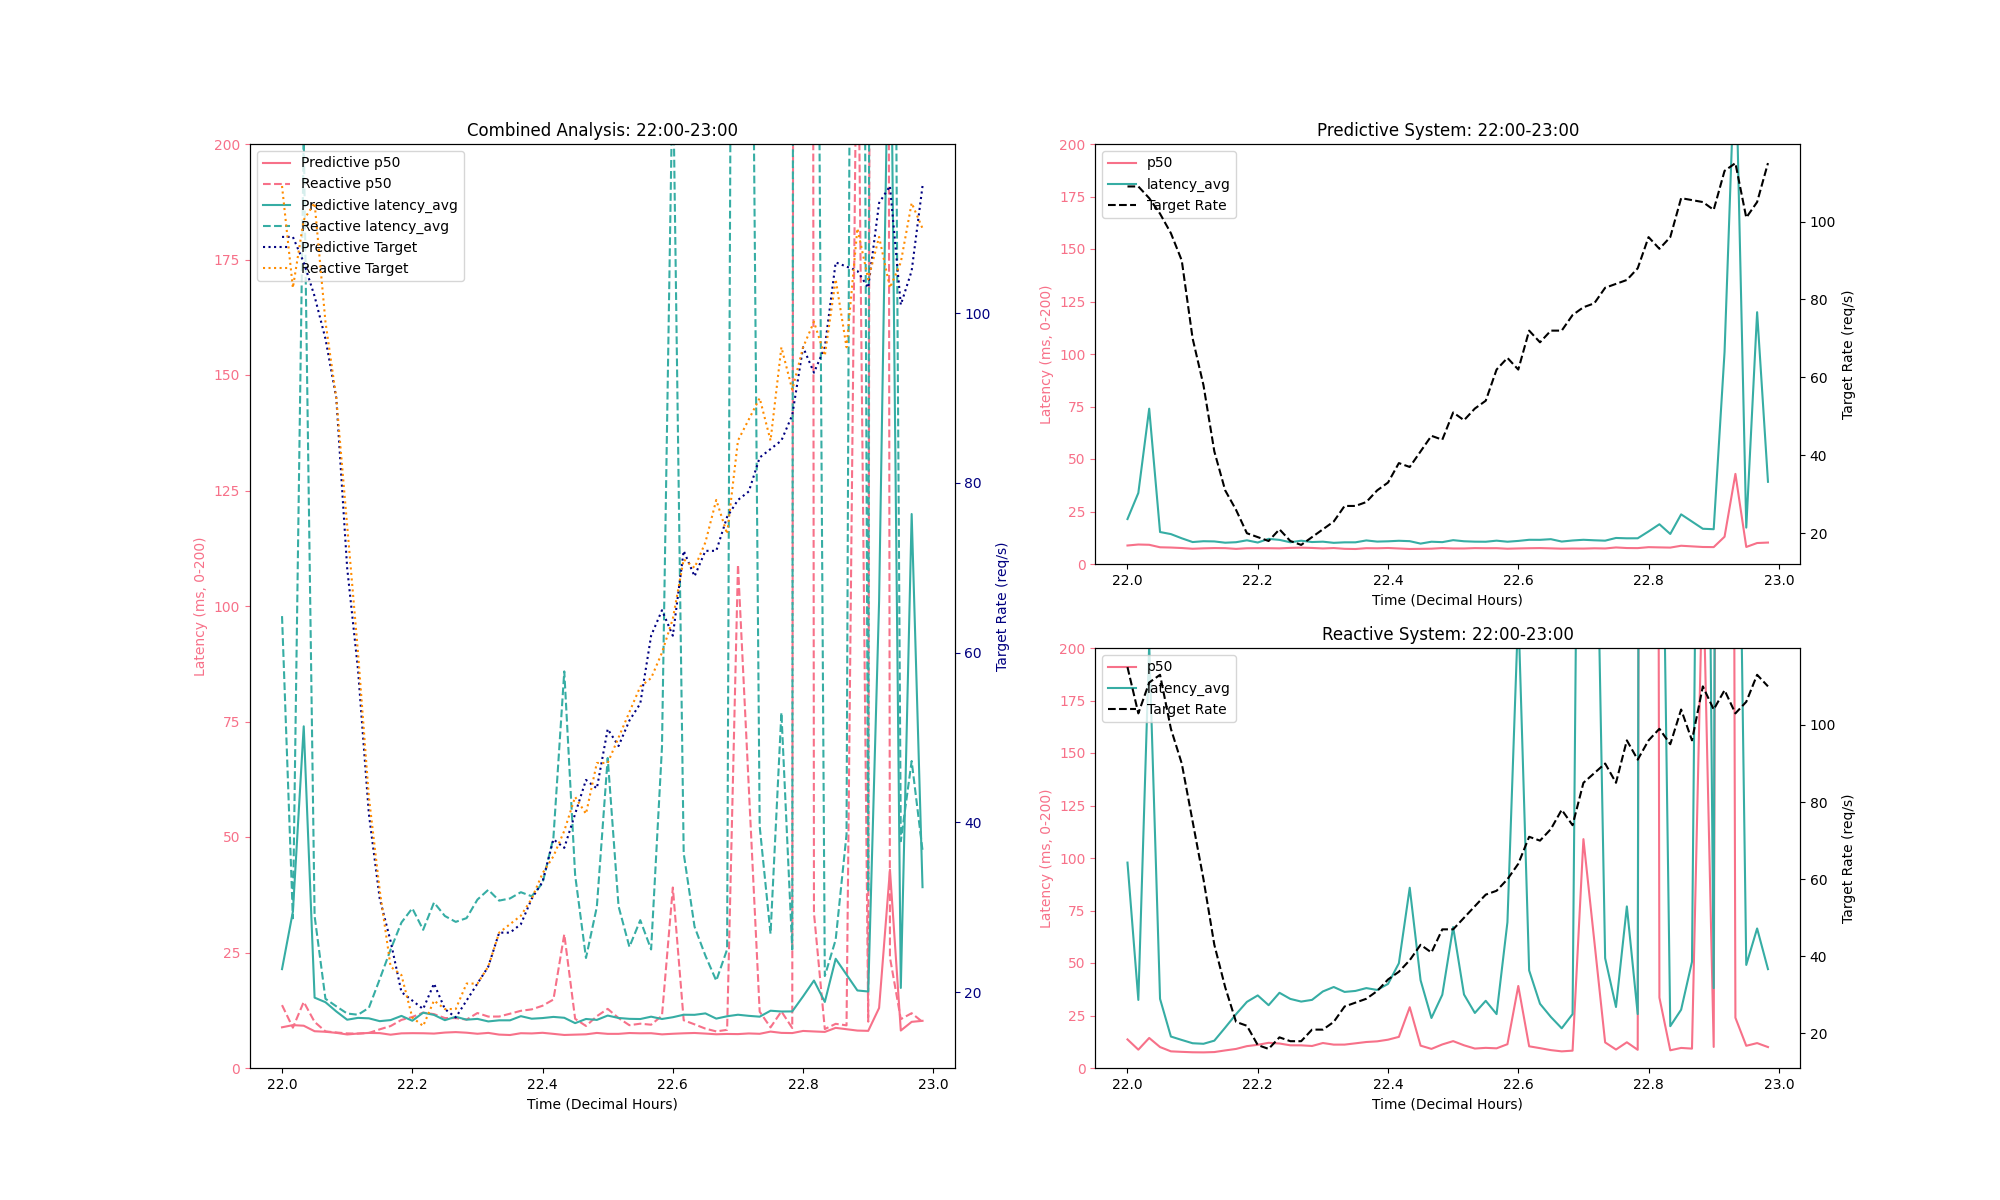 Combined Analysis: 22:00-23:00
200
175
150
125
100
75
50
25
0
Latency (ms, 0-200)
Predictive p50
Reactive p50
Predictive latency_avg
Reactive latency_avg
Predictive Target
Reactive Target
100
80
60
40
20
Target Rate (req/s)
22.0 22.2 22.4 22.6 22.8 23.0
Time (Decimal Hours)
Predictive System: 22:00-23:00
200
175
150
125
100
75
50
25
0
Latency (ms, 0-200)
p50
latency_avg
Target Rate
100
80
60
40
20
Target Rate (req/s)
22.0 22.2 22.4 22.6 22.8 23.0
Time (Decimal Hours)
Reactive System: 22:00-23:00
200
175
150
125
100
75
50
25
0
Latency (ms, 0-200)
p50
latency_avg
Target Rate
100
80
60
40
20
Target Rate (req/s)
22.0 22.2 22.4 22.6 22.8 23.0
Time (Decimal Hours)